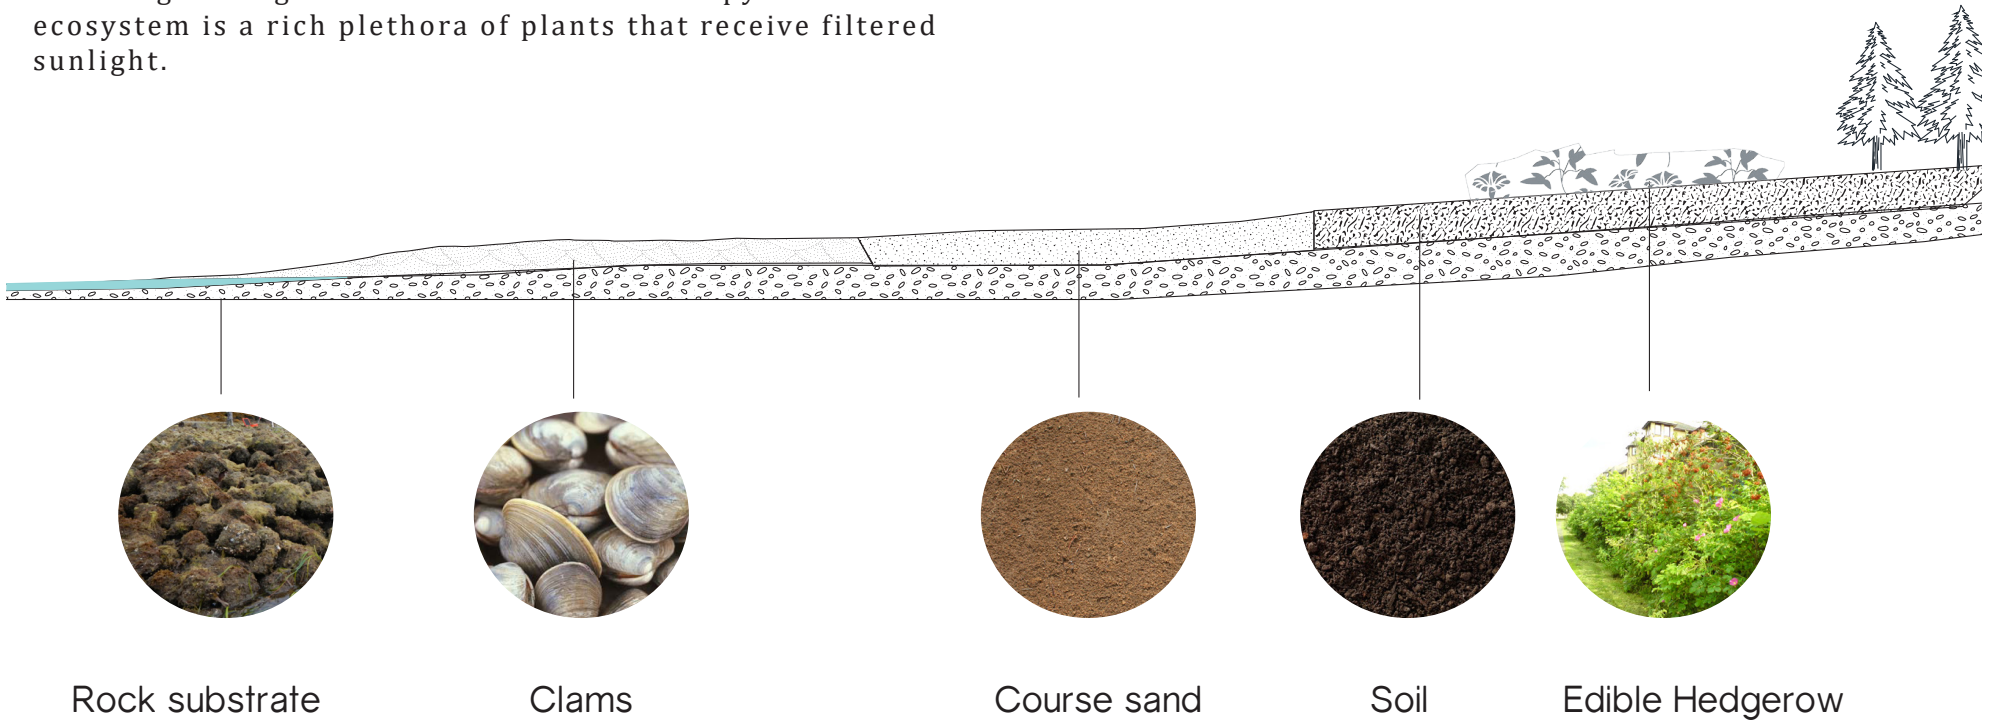 ecosystem is a rich plethora of plants that receive filtered
sunlight.
Rock substrate
Clams
Course sand
Soil
Edible Hedgerow